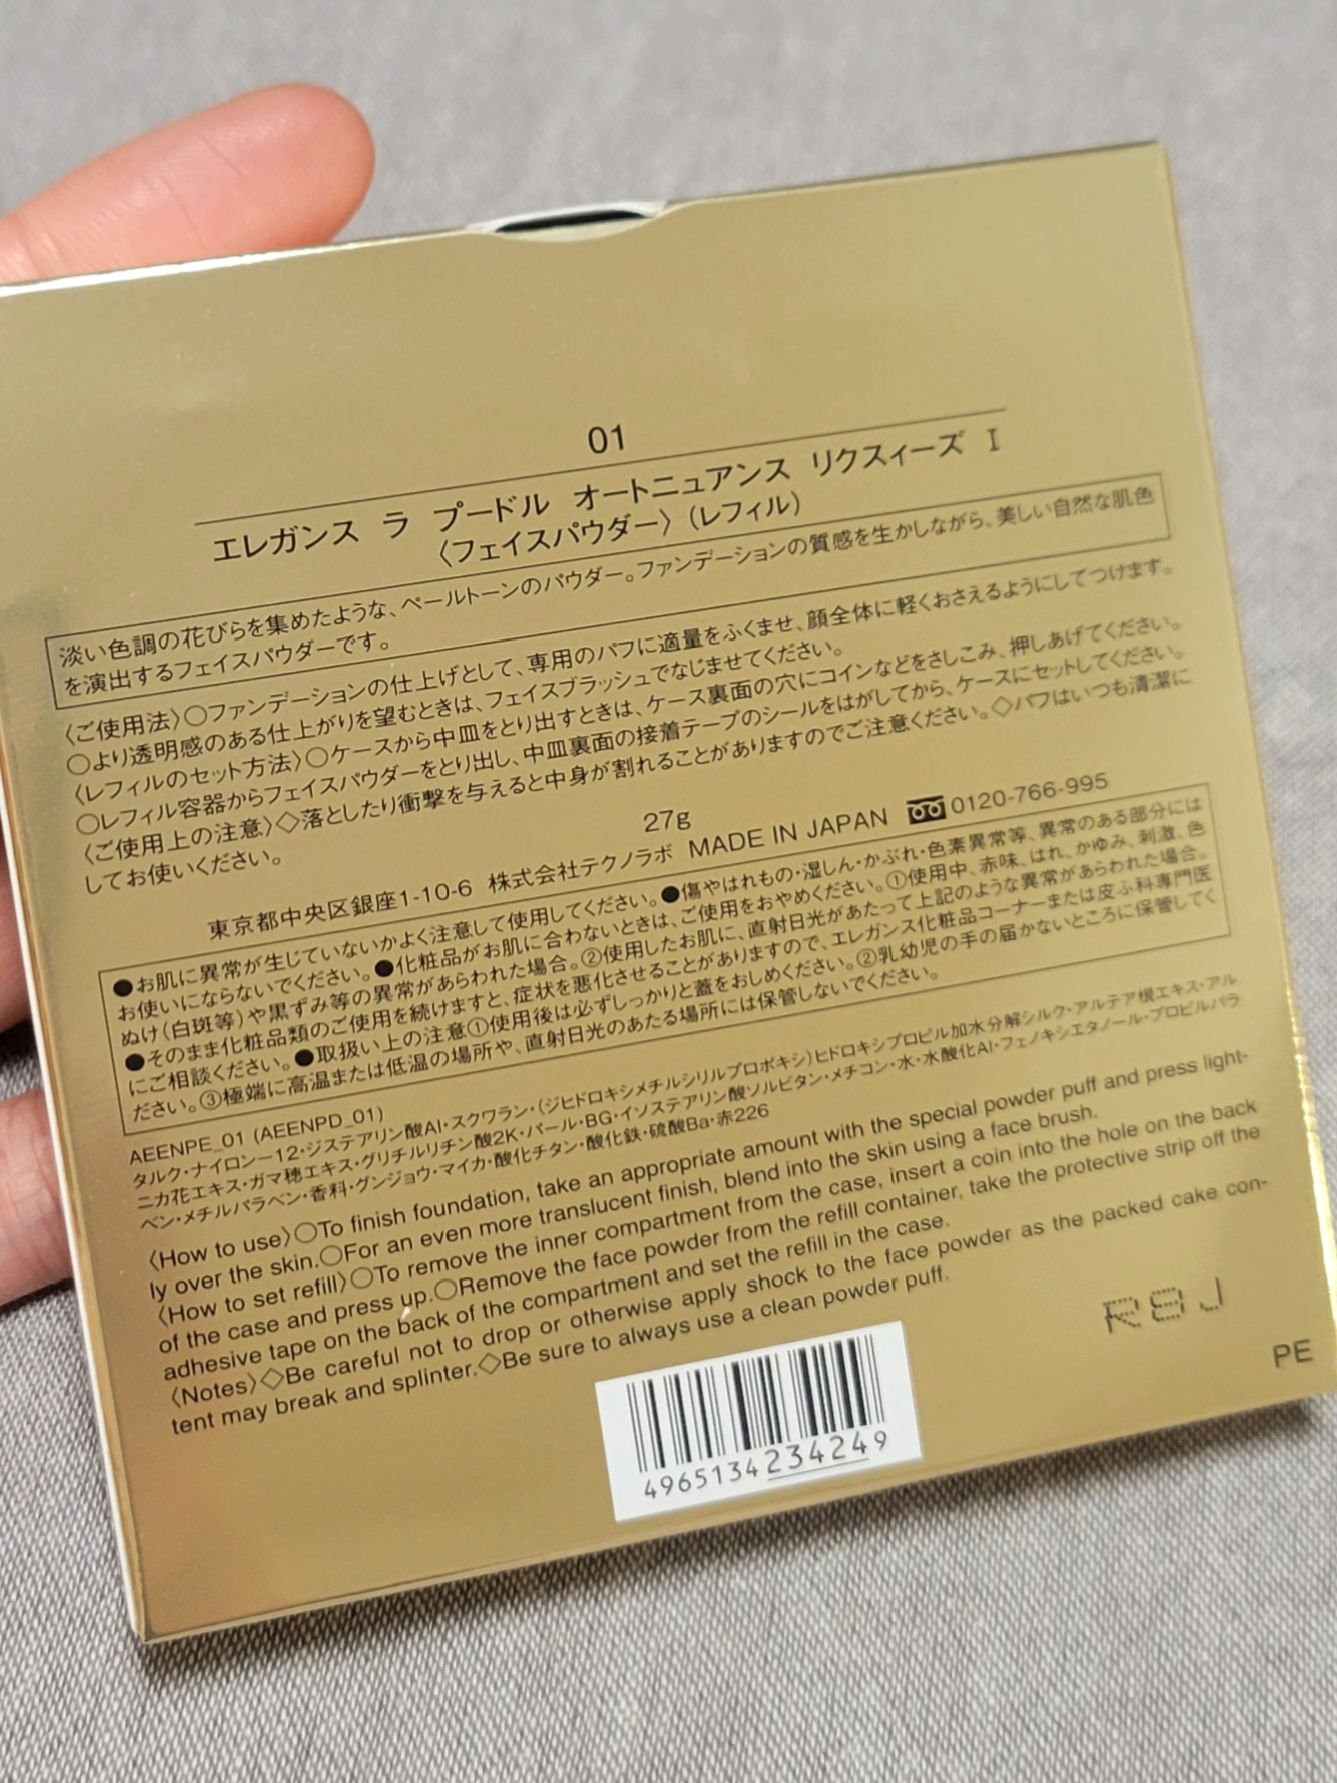 01
エレガンス ラ プードル オートニュアンス リクスィーズ Ⅰ
〈フェイスパウダー〉（レフィル）
淡い色調の花びらを集めたような、ペールトーンのパウダー。ファンデーションの質感を生かしながら、美しい自然な肌色
を演出するフェイスパウダーです。
〈ご使用法〉○ファンデーションの仕上げとして、専用のパフに適量をふくませ、顔全体に軽くおさえるようにしてつけます。
○より透明感のある仕上がりを望むときは、フェイスブラッシュでなじませてください。
〈レフィルのセット方法〉○ケースから中皿をとり出すときは、ケース裏面の穴にコインなどをさしこみ、押しあげてください。
○レフィル容器からフェイスパウダーをとり出し、中皿裏面の接着テープのシールをはがしてから、ケースにセットしてください。
〈ご使用上の注意〉◇落としたり衝撃を与えると中身が割れることがありますのでご注意ください。◇パフはいつも清潔に
してお使いください。
27g
東京都中央区銀座1-10-6 株式会社テクノラボ MADE IN JAPAN 0120-766-995
●お肌に異常が生じていないかよく注意して使用してください。●傷やはれもの・湿しん・かぶれ・色素異常等、異常のある部分には
お使いにならないでください。●化粧品がお肌に合わないときは、ご使用をおやめください。①使用中、赤味、はれ、かゆみ、刺激、色
ぬけ（白斑等）や黒ずみ等の異常があらわれた場合。②使用したお肌に、直射日光があたって上記のような異常があらわれた場合。
●そのまま化粧品類のご使用を続けますと、症状を悪化させることがありますので、エレガンス化粧品コーナーまたは皮ふ科専門医
にご相談ください。●取扱い上の注意①使用後は必ずしっかりと蓋をおしめください。②乳幼児の手の届かないところに保管してく
ださい。③極端に高温または低温の場所や、直射日光のあたる場所には保管しないでください。
AEENPE_01 (AEENPD_01)
タルク・ナイロン－12・ジステアリン酸Al・スクワラン・（ジヒドロキシメチルシリルプロポキシ）ヒドロキシプロピル加水分解シルク・アルテア根エキス・アル
ニカ花エキス・ガマ穂エキス・グリチルリチン酸2K・パール・BG・イソステアリン酸ソルビタン・メチコン・水・水酸化Al・フェノキシエタノール・プロピルパラ
ベン・メチルパラベン・香料・グンジョウ・マイカ・酸化チタン・酸化鉄・硫酸Ba・赤226
〈How to use〉○To finish foundation, take an appropriate amount with the special powder puff and press light-
ly over the skin.○For an even more translucent finish, blend into the skin using a face brush.
〈How to set refill〉○To remove the inner compartment from the case, insert a coin into the hole on the back
of the case and press up.○Remove the face powder from the refill container, take the protective strip off the
adhesive tape on the back of the compartment and set the refill in the case.
〈Notes〉◇Be careful not to drop or otherwise apply shock to the face powder as the packed cake con-
tent may break and splinter.◇Be sure to always use a clean powder puff.
R8J
PE
4965134234249